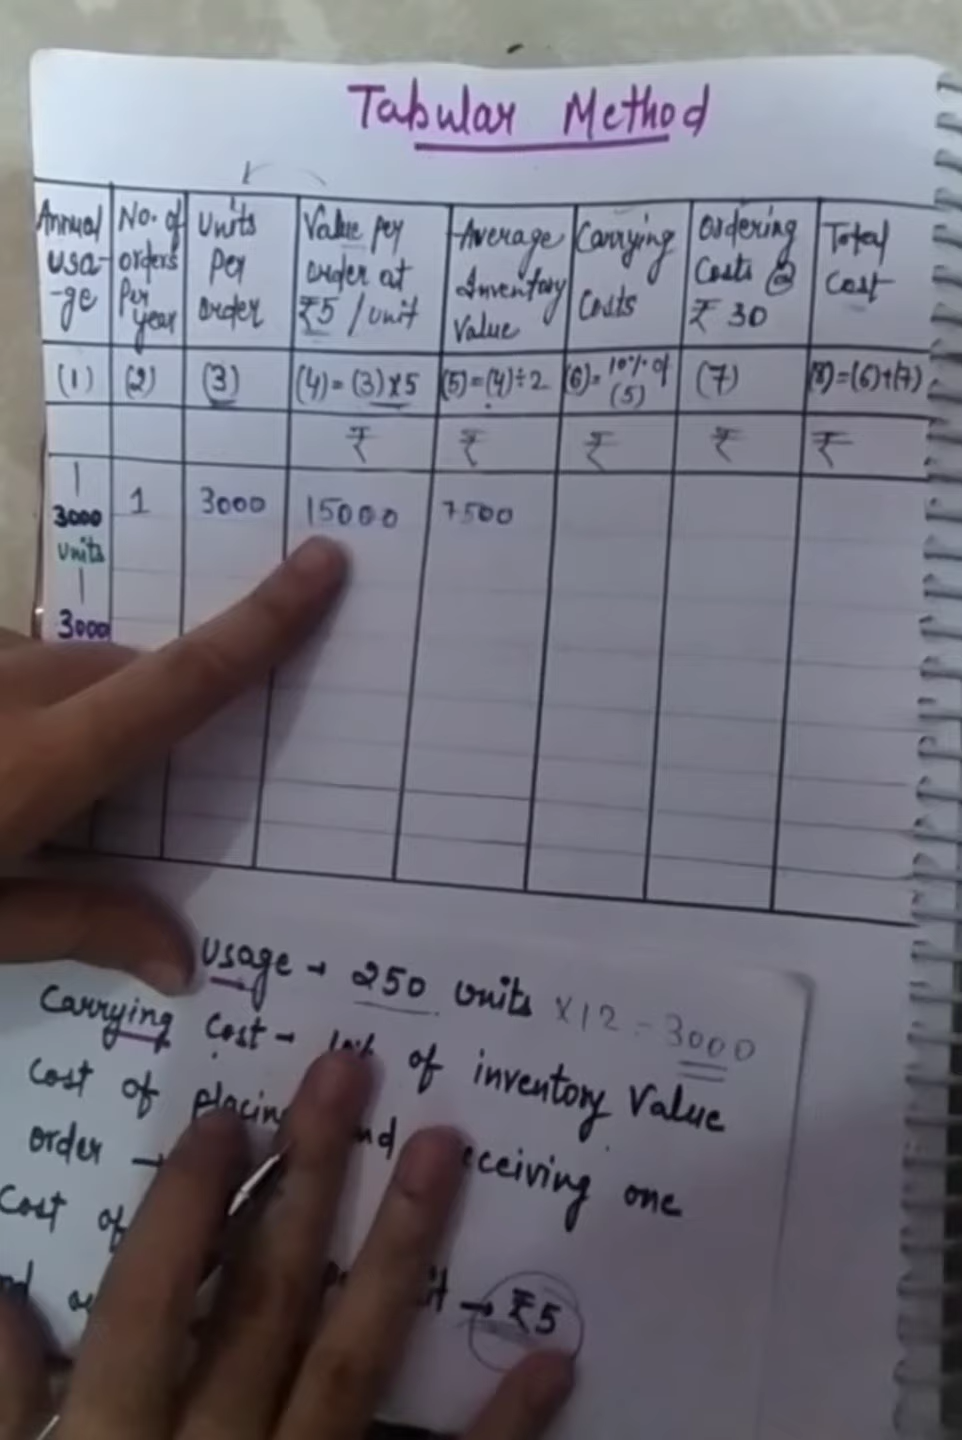 Tabular Method
Annual usa-ge
No. of orders Per year
Units Per order
Value per order at ₹5 / unit
Average Inventory Value
Carrying Costs
Ordering Costs @ ₹ 30
Total Cost
(1) (2) (3) (4) = (3) x 5 (5) = (4) ÷ 2 (6) = 10% of (5) (7) (8) = (6) + (7)
₹ ₹ ₹ ₹ ₹
3000 1 3000 15000 7500
Units
3000
Usage → 250 units x 12 = 3000
Carrying Cost - of inventory Value
Cost of one
order →
Cost of
→ ₹5